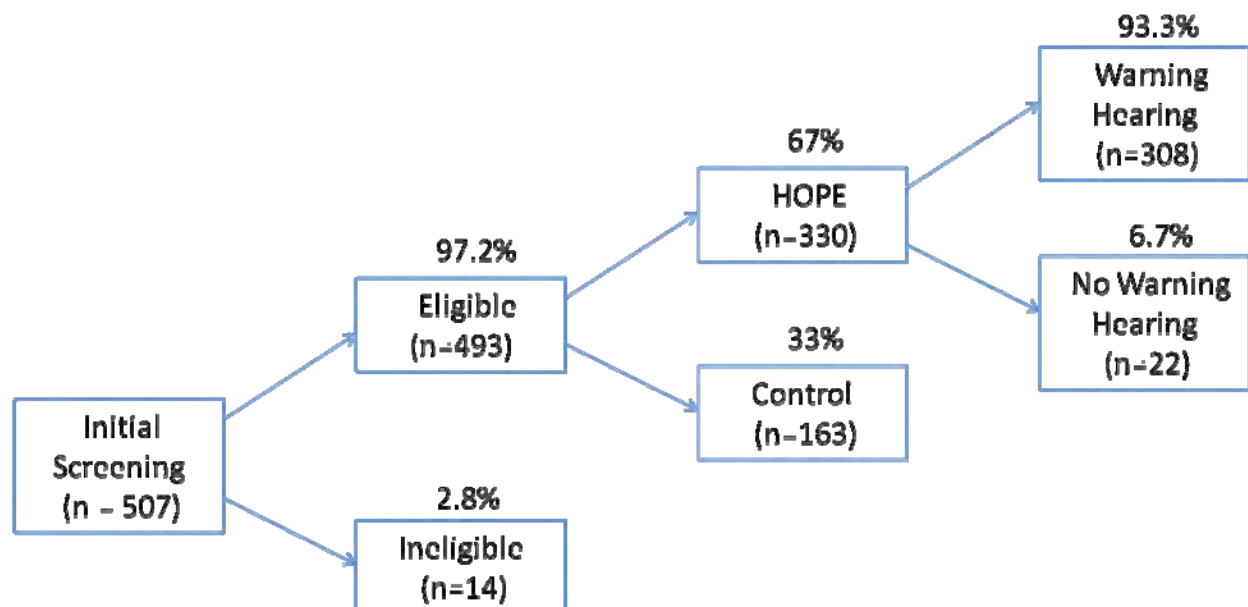 93.3%
Warning
Hearing
(n=308)
67%
HOPE
(n=330)
6.7%
No Warning
Hearing
(n=22)
97.2%
Eligible
(n=493)
33%
Control
(n=163)
Initial
Screening
(n = 507)
2.8%
Ineligible
(n=14)